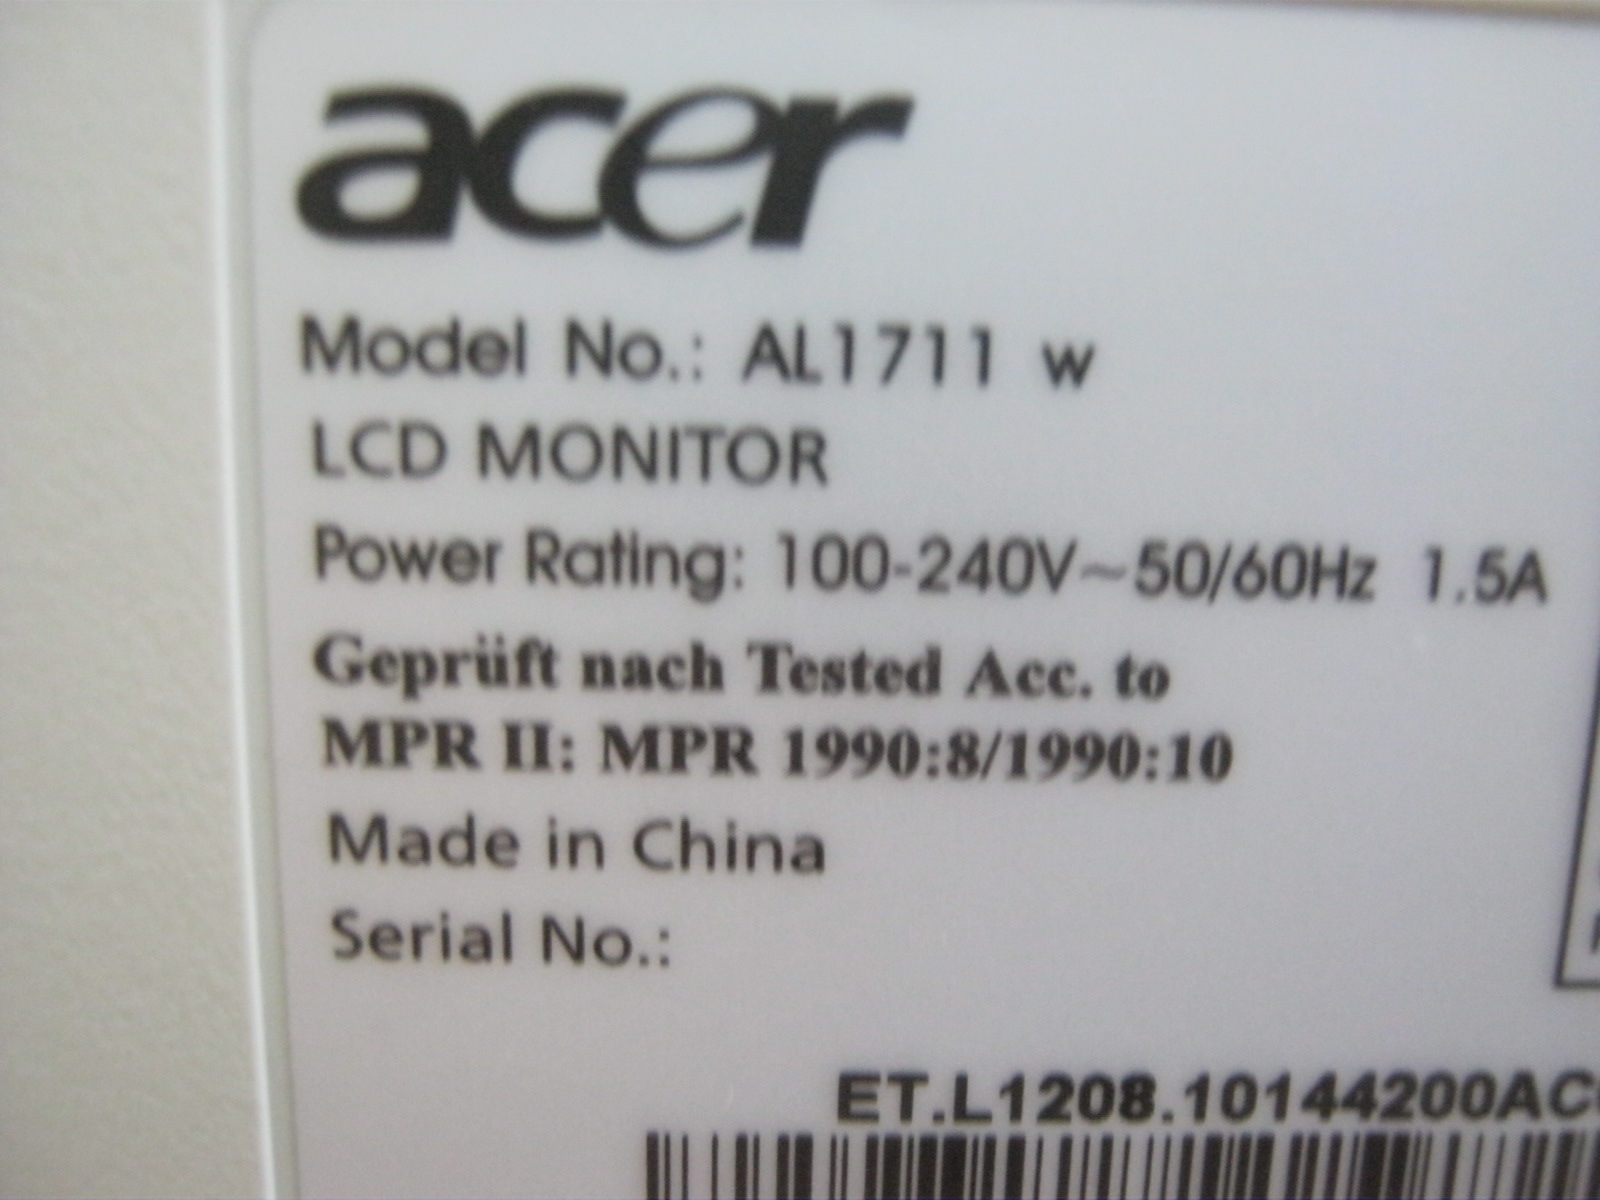 acer
Model No.: AL1711 w
LCD MONITOR
Power Rating: 100-240V~50/60Hz 1.5A
Geprüft nach Tested Acc. to
MPR II: MPR 1990:8/1990:10
Made in China
Serial No.:
ET.L1208.10144200AC